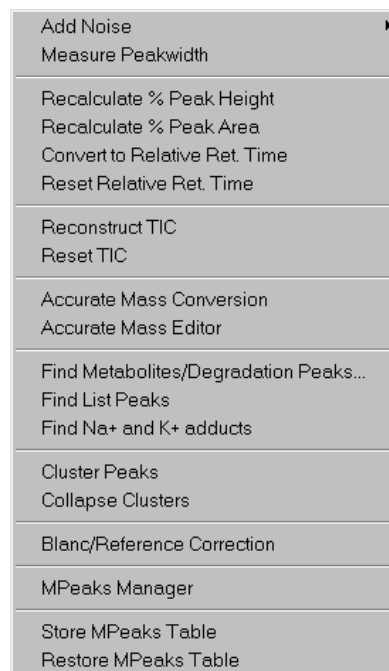 Add Noise
Measure Peakwidth
Recalculate % Peak Height
Recalculate % Peak Area
Convert to Relative Ret. Time
Reset Relative Ret. Time
Reconstruct TIC
Reset TIC
Accurate Mass Conversion
Accurate Mass Editor
Find Metabolites/Degradation Peaks...
Find List Peaks
Find Na+ and K+ adducts
Cluster Peaks
Collapse Clusters
Blanc/Reference Correction
MPeaks Manager
Store MPeaks Table
Restore MPeaks Table